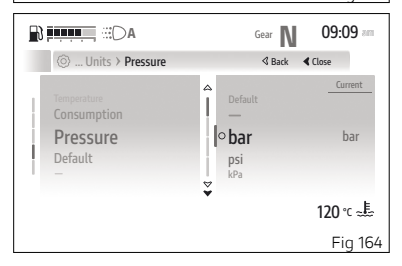 A Gear N 09:09 am
... Units > Pressure Back Close
Temperature
Consumption
Pressure
Default
—
Current
Default
—
bar bar
psi
kPa
120 °C
Fig 164